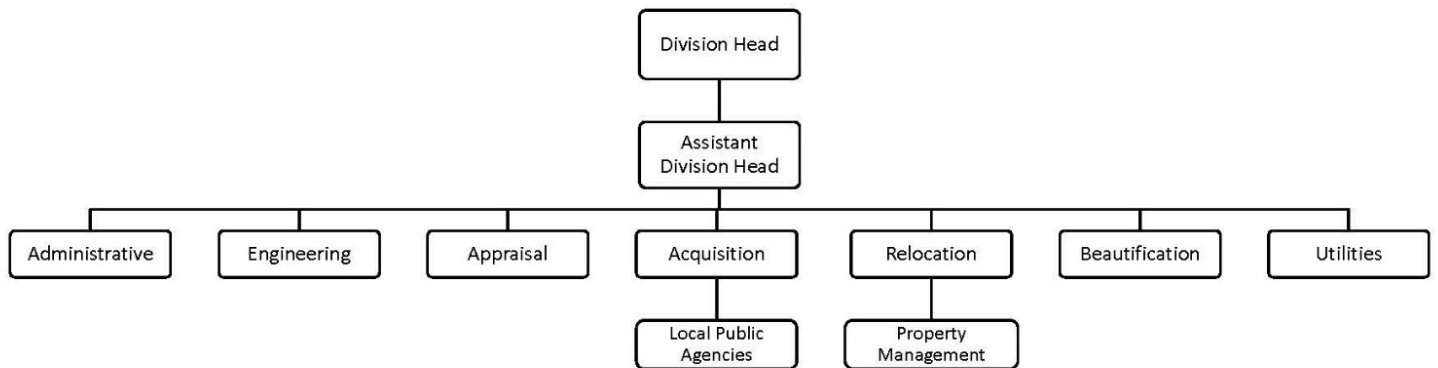 Division Head
Assistant
Division Head
Administrative
Engineering
Appraisal
Acquisition
Relocation
Beautification
Utilities
Local Public
Agencies
Property
Management